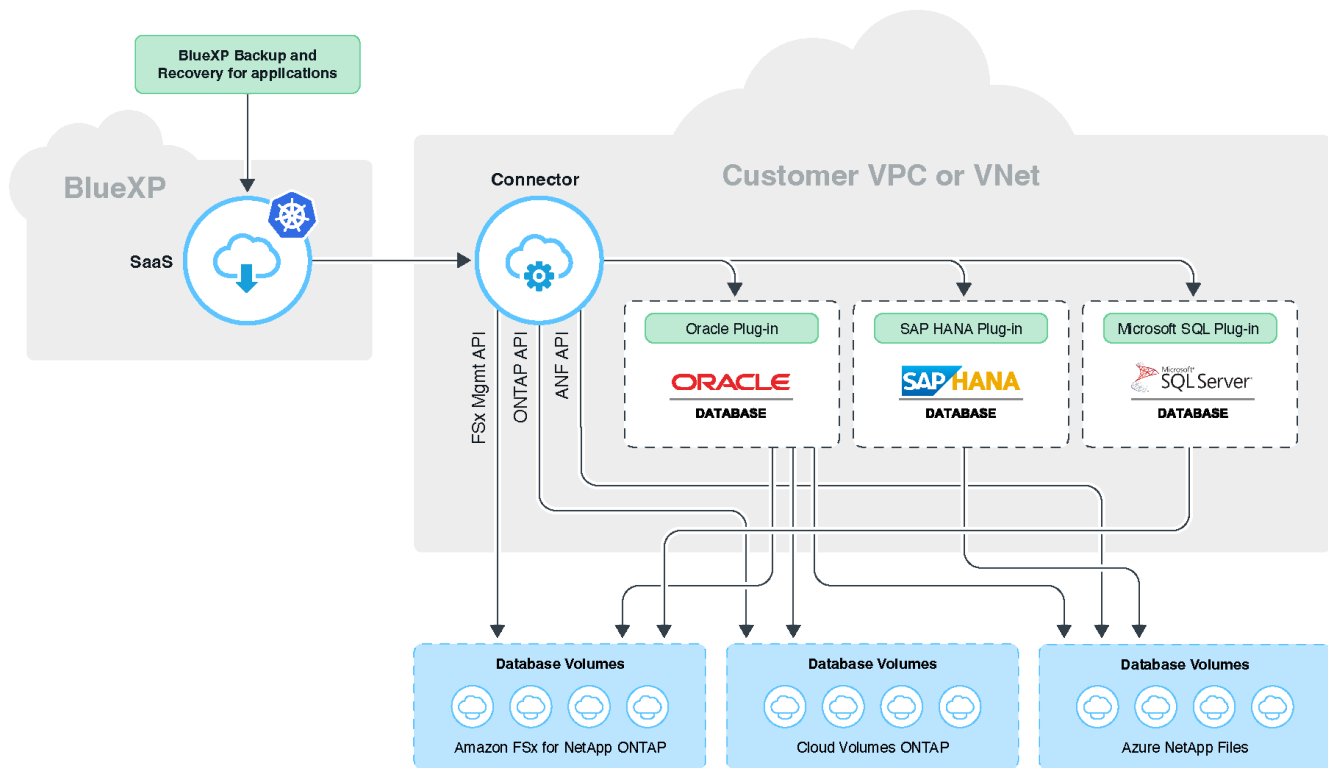 BlueXP Backup and
Recovery for applications
BlueXP
SaaS
Connector
Customer VPC or VNet
FSx Mgmt API
ONTAP API
ANF API
Oracle Plug-in
ORACLE
DATABASE
SAP HANA Plug-in
SAP HANA
DATABASE
Microsoft SQL Plug-in
Microsoft
SQL Server
DATABASE
Database Volumes
Amazon FSx for NetApp ONTAP
Database Volumes
Cloud Volumes ONTAP
Database Volumes
Azure NetApp Files